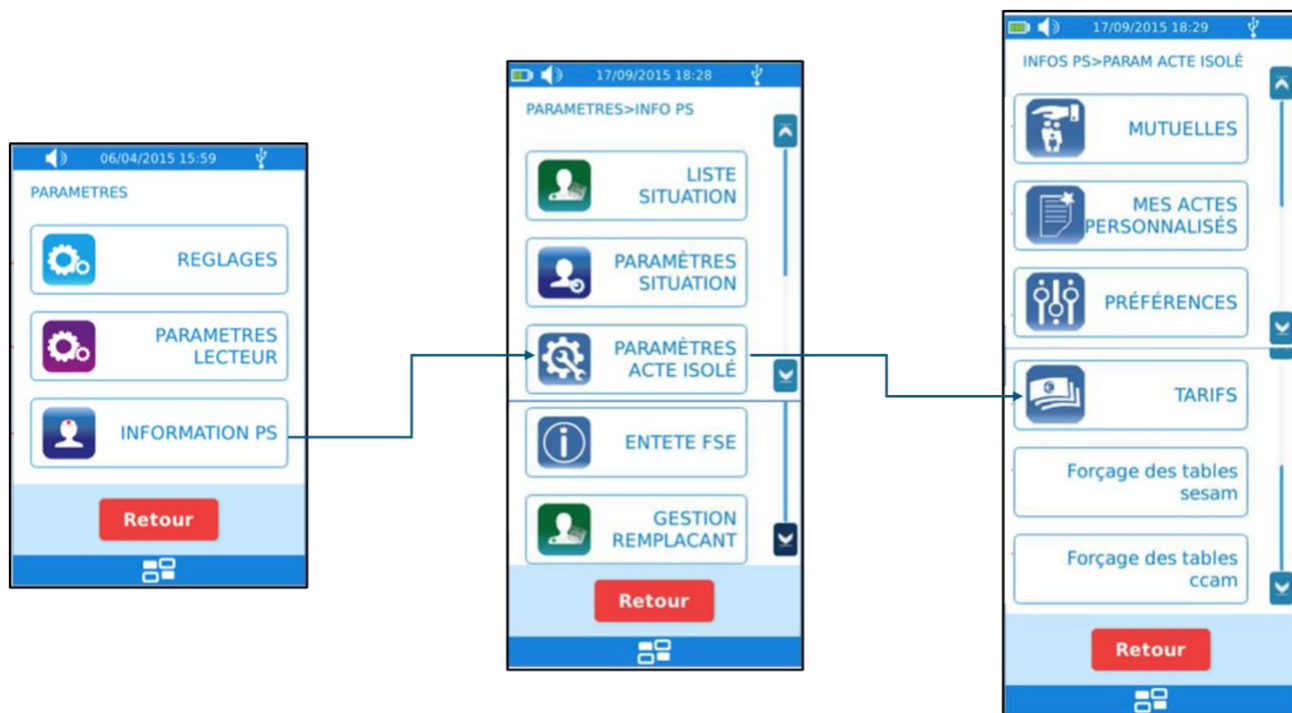 06/04/2015 15:59
PARAMETRES
REGLAGES
PARAMETRES
LECTEUR
INFORMATION PS
Retour
17/09/2015 18:28
PARAMETRES>INFO PS
LISTE
SITUATION
PARAMÈTRES
SITUATION
PARAMÈTRES
ACTE ISOLÉ
ENTETE FSE
GESTION
REMPLACANT
Retour
17/09/2015 18:29
INFOS PS>PARAM ACTE ISOLÉ
MUTUELLES
MES ACTES
PERSONNALISÉS
PRÉFÉRENCES
TARIFS
Forçage des tables
sesam
Forçage des tables
ccam
Retour